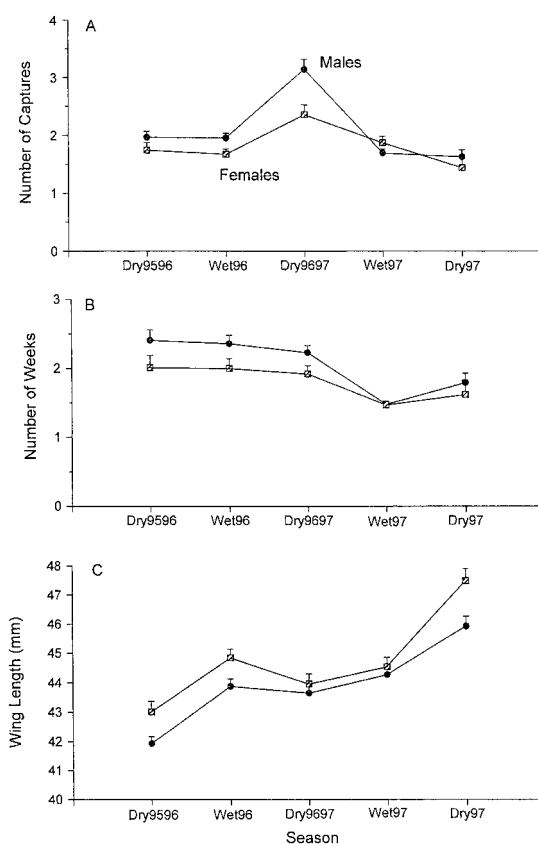 A
Number of Captures
4
3
2
1
0
Males
Females
Dry9596 Wet96 Dry9697 Wet97 Dry97
B
Number of Weeks
3
2
1
0
Dry9596 Wet96 Dry9697 Wet97 Dry97
C
Wing Length (mm)
48
47
46
45
44
43
42
41
40
Dry9596 Wet96 Dry9697 Wet97 Dry97
Season